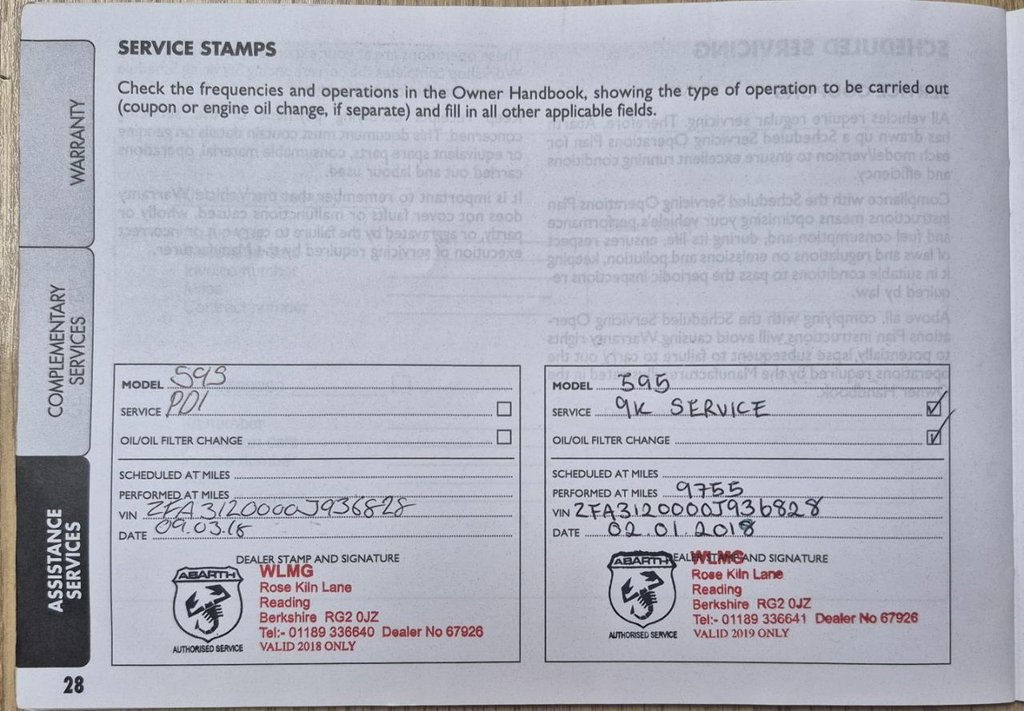 SERVICE STAMPS
Check the frequencies and operations in the Owner Handbook, showing the type of operation to be carried out
(coupon or engine oil change, if separate) and fill in all other applicable fields.
WARRANTY
COMPLEMENTARY
SERVICES
ASSISTANCE
SERVICES
MODEL 595
SERVICE PDI
OIL/OIL FILTER CHANGE
SCHEDULED AT MILES
PERFORMED AT MILES
VIN ZFA3120000J936828
DATE 09.03.18
DEALER STAMP AND SIGNATURE
ABARTH
AUTHORISED SERVICE
WLMG
Rose Kiln Lane
Reading
Berkshire RG2 0JZ
Tel:- 01189 336640 Dealer No 67926
VALID 2018 ONLY
MODEL 595
SERVICE 9K SERVICE
OIL/OIL FILTER CHANGE
SCHEDULED AT MILES
PERFORMED AT MILES 9755
VIN ZFA3120000J936828
DATE 02.01.2018
DEALER STAMP AND SIGNATURE
ABARTH
AUTHORISED SERVICE
WLMG
Rose Kiln Lane
Reading
Berkshire RG2 0JZ
Tel:- 01189 336641 Dealer No 67926
VALID 2019 ONLY
28